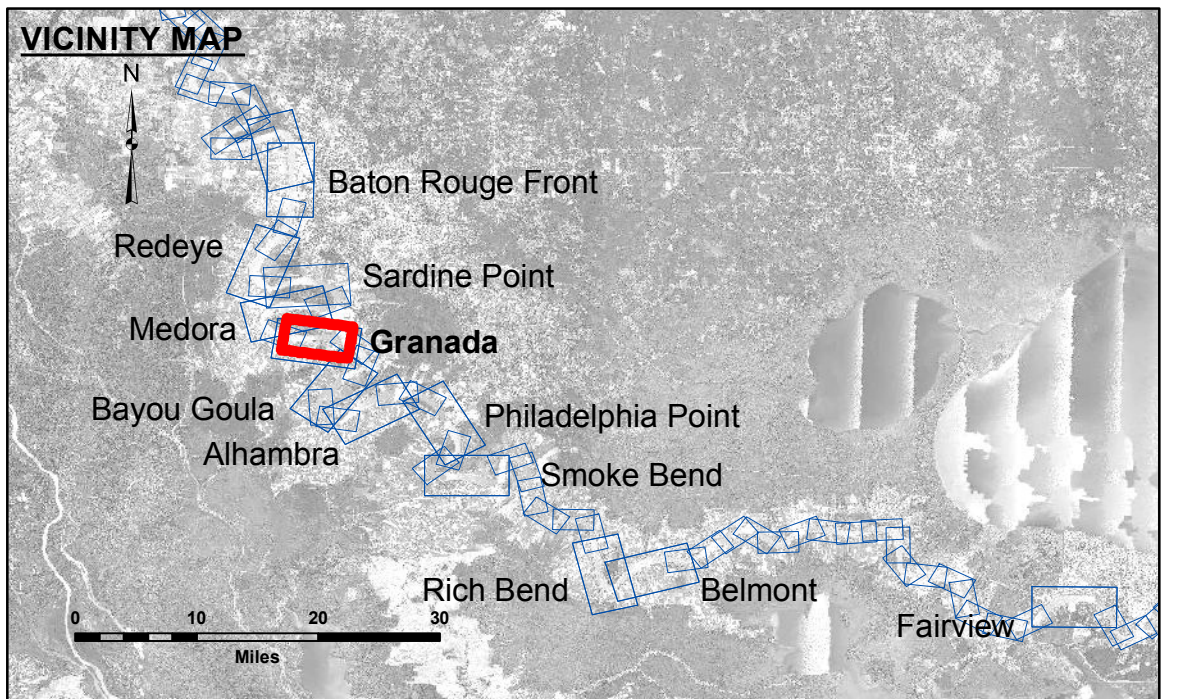 VICINITY MAP
N
Baton Rouge Front
Redeye
Sardine Point
Medora
Granada
Bayou Goula
Philadelphia Point
Alhambra
Smoke Bend
Rich Bend
Belmont
Fairview
0 10 20 30
Miles